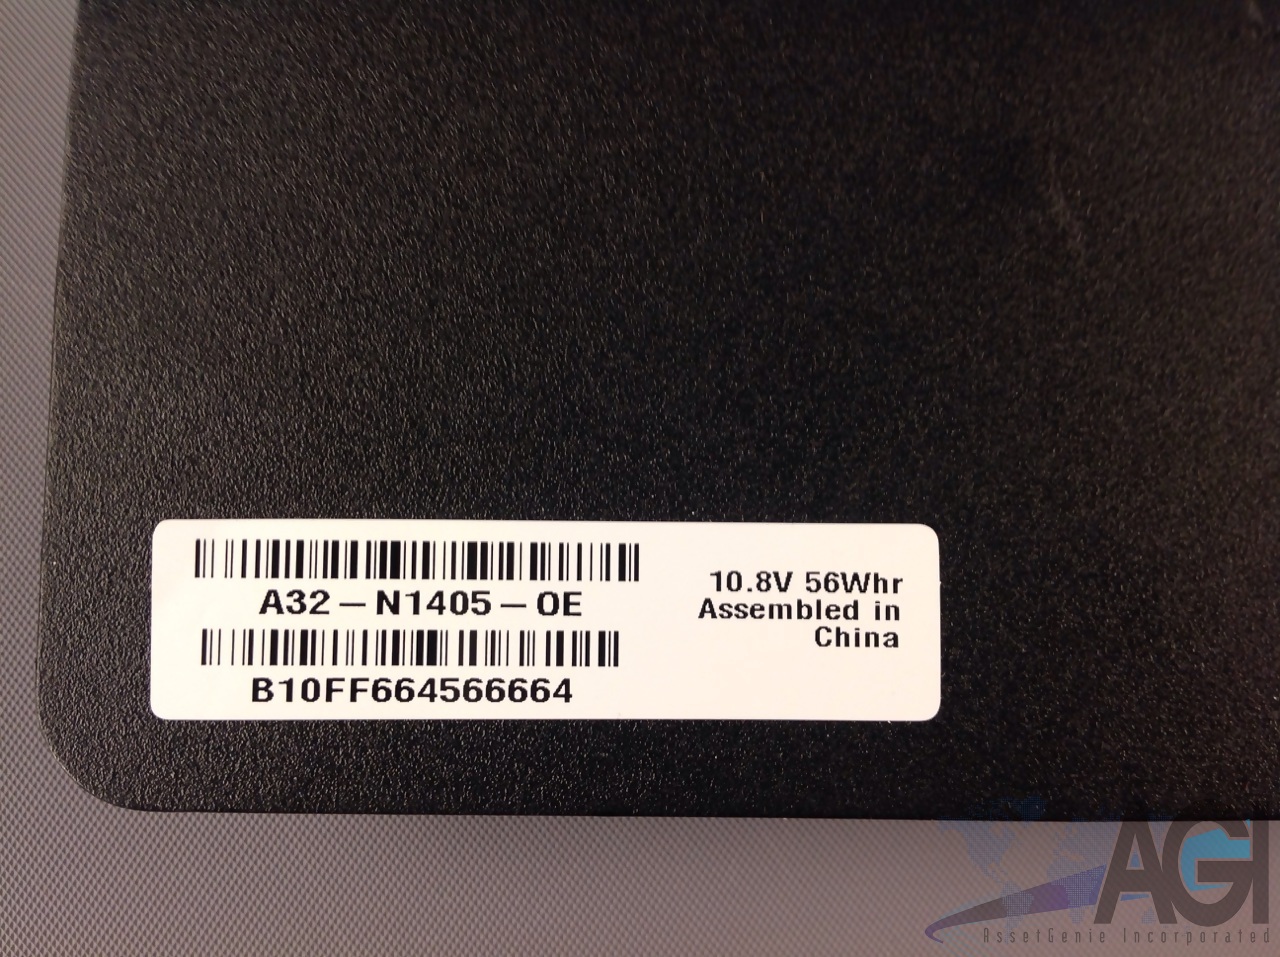 A32-N1405-OE
B10FF664566664
10.8V 56Whr
Assembled in
China
AGI
AssetGenie Incorporated